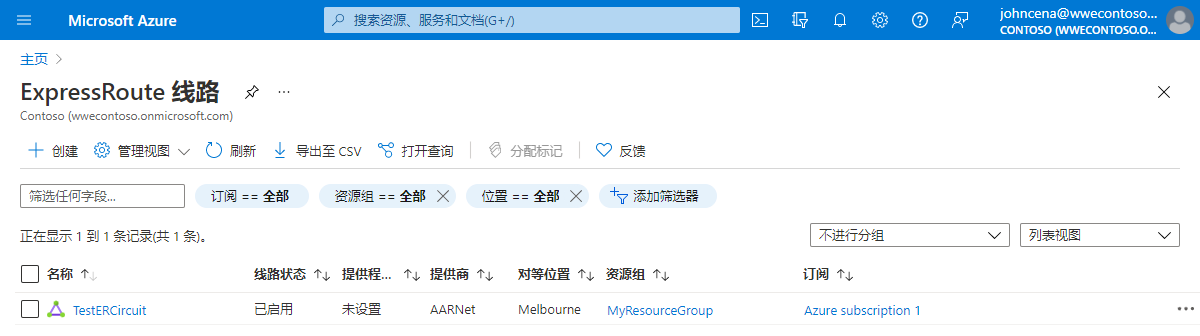 Microsoft Azure
搜索资源、服务和文档(G+/)
johncena@wwecontoso...
CONTOSO (WWECONTOSO.O...
主页
ExpressRoute 线路
...
Contoso (wwecontoso.onmicrosoft.com)
创建 管理视图 刷新 导出至 CSV 打开查询 分配标记 反馈
筛选任何字段... 订阅 == 全部 资源组 == 全部 位置 == 全部 添加筛选器
正在显示 1 到 1 条记录(共 1 条)。 不进行分组 列表视图
名称 线路状态 提供程... 提供商 对等位置 资源组 订阅
TestERCircuit 已启用 未设置 AARNet Melbourne MyResourceGroup Azure subscription 1 ...